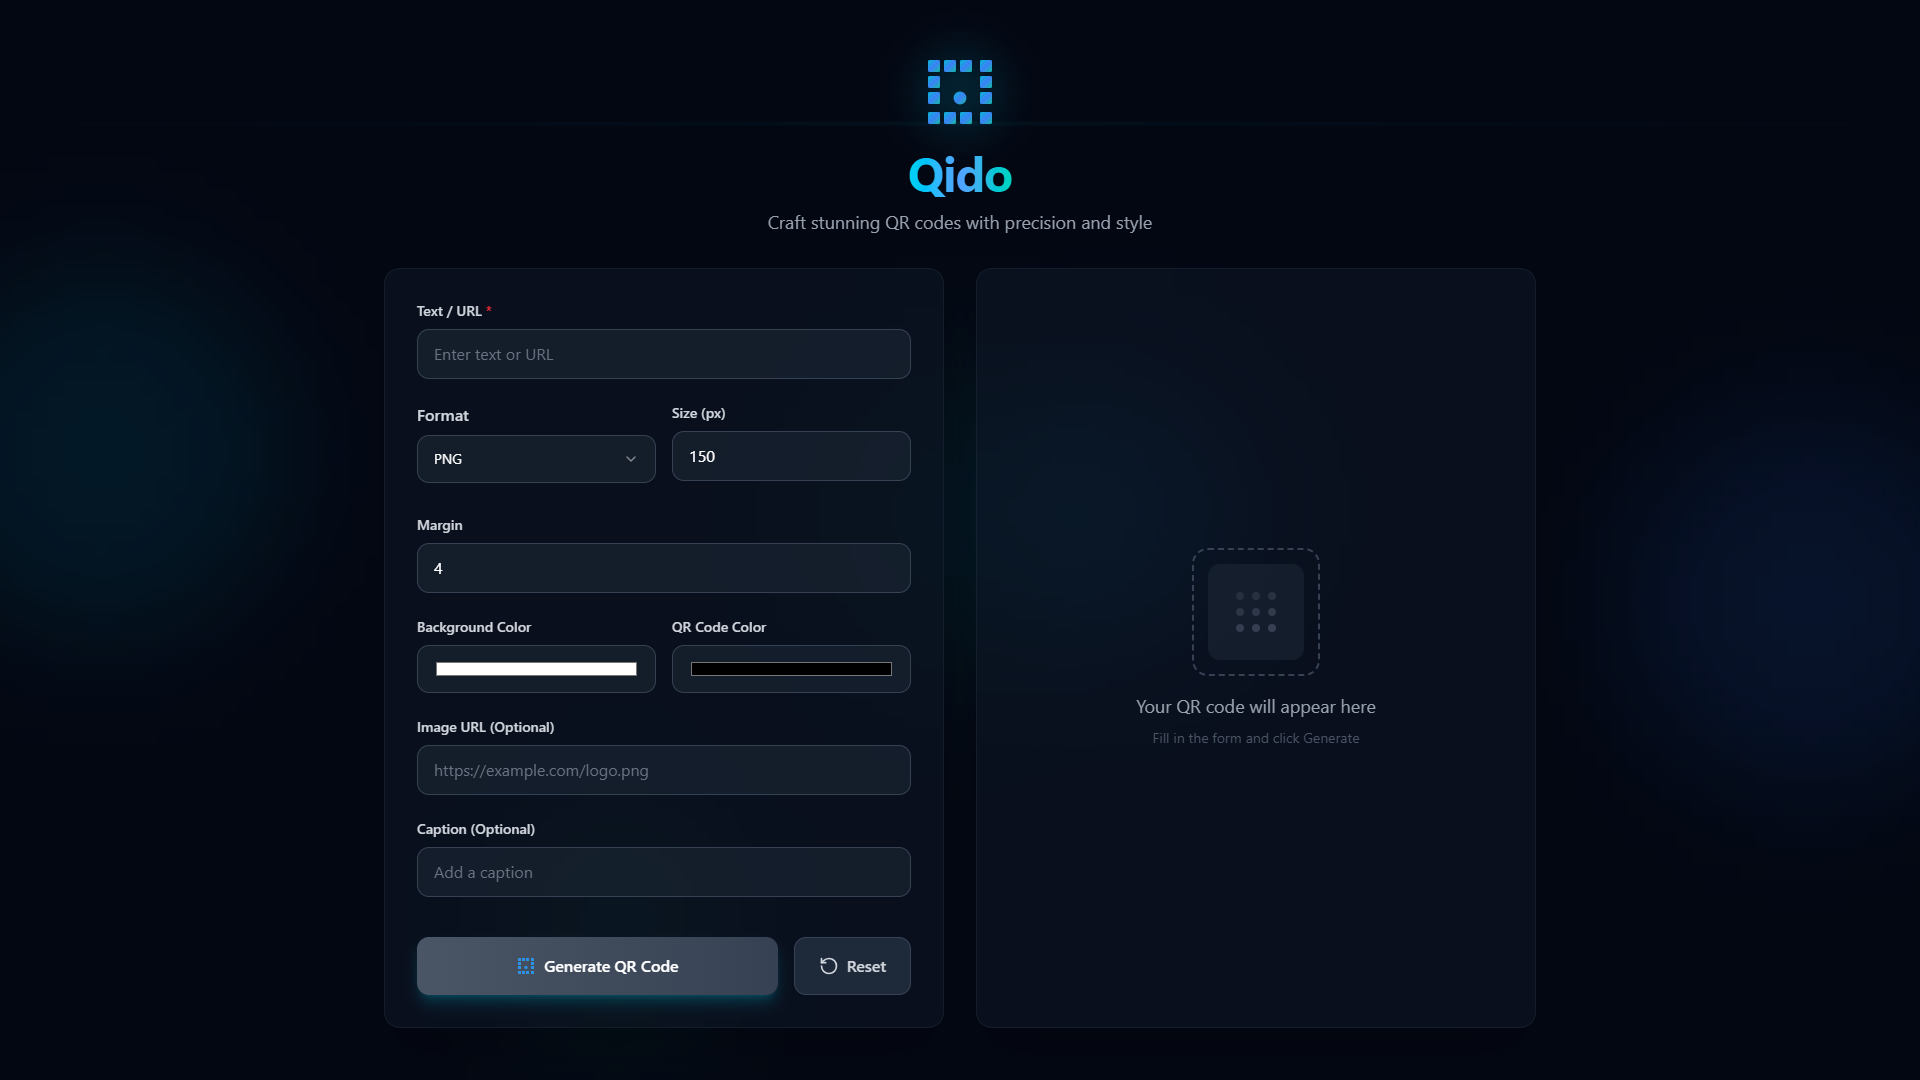 Qido
Craft stunning QR codes with precision and style
Text / URL *
Enter text or URL
Format
PNG
Size (px)
150
Margin
4
Background Color
QR Code Color
Image URL (Optional)
https://example.com/logo.png
Caption (Optional)
Add a caption
Generate QR Code
Reset
Your QR code will appear here
Fill in the form and click Generate